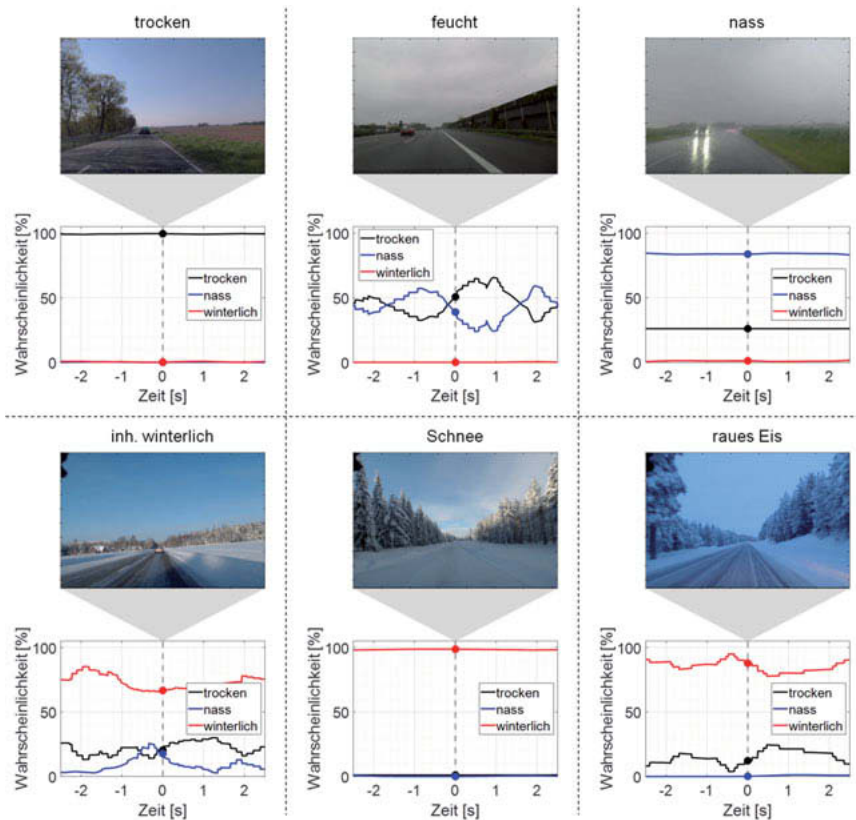 trocken
feucht
nass
Wahrscheinlichkeit [%]
100
50
0
trocken
nass
winterlich
-2 -1 0 1 2
Zeit [s]
Wahrscheinlichkeit [%]
100
50
0
trocken
nass
winterlich
-2 -1 0 1 2
Zeit [s]
Wahrscheinlichkeit [%]
100
50
0
trocken
nass
winterlich
-2 -1 0 1 2
Zeit [s]
inh. winterlich
Schnee
raues Eis
Wahrscheinlichkeit [%]
100
50
0
trocken
nass
winterlich
-2 -1 0 1 2
Zeit [s]
Wahrscheinlichkeit [%]
100
50
0
trocken
nass
winterlich
-2 -1 0 1 2
Zeit [s]
Wahrscheinlichkeit [%]
100
50
0
trocken
nass
winterlich
-2 -1 0 1 2
Zeit [s]